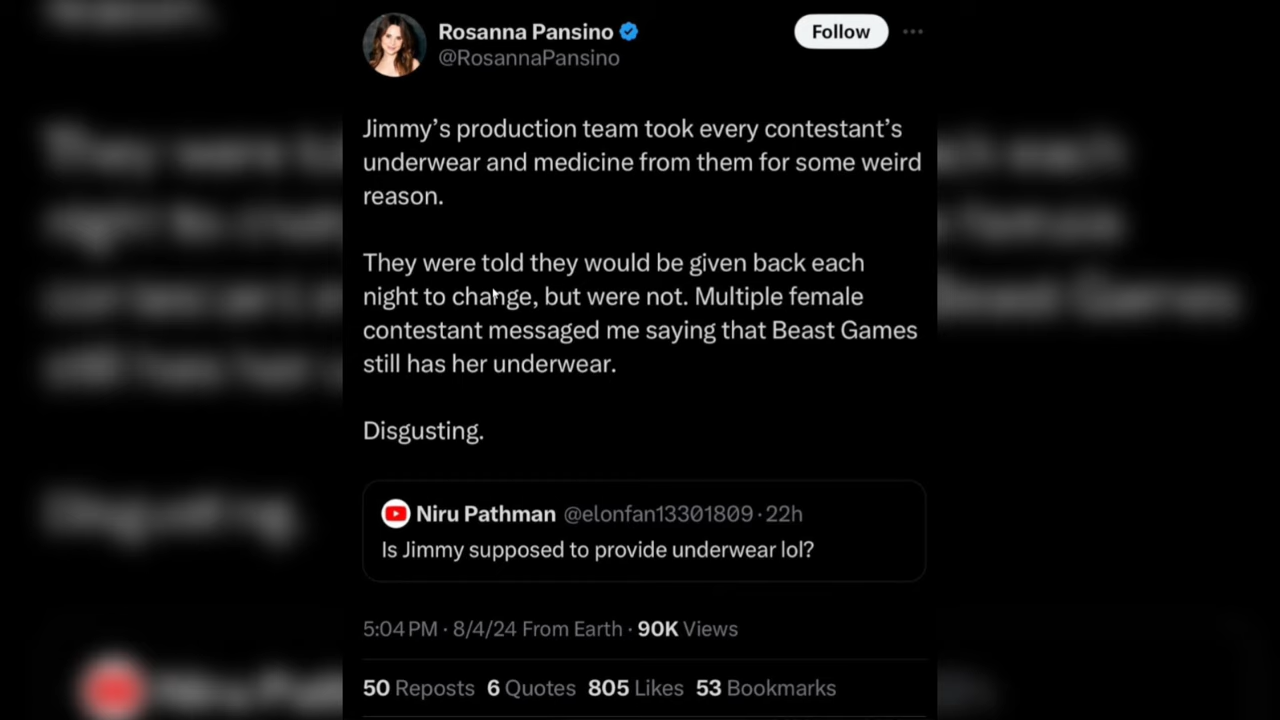 Rosanna Pansino
Follow
@RosannaPansino
Jimmy's production team took every contestant's
underwear and medicine from them for some weird
reason.
They were told they would be given back each
night to change, but were not. Multiple female
contestant messaged me saying that Beast Games
still has her underwear.
Disgusting.
Niru Pathman @elonfan13301809 · 22h
Is Jimmy supposed to provide underwear lol?
5:04 PM · 8/4/24 From Earth · 90K Views
50 Reposts 6 Quotes 805 Likes 53 Bookmarks